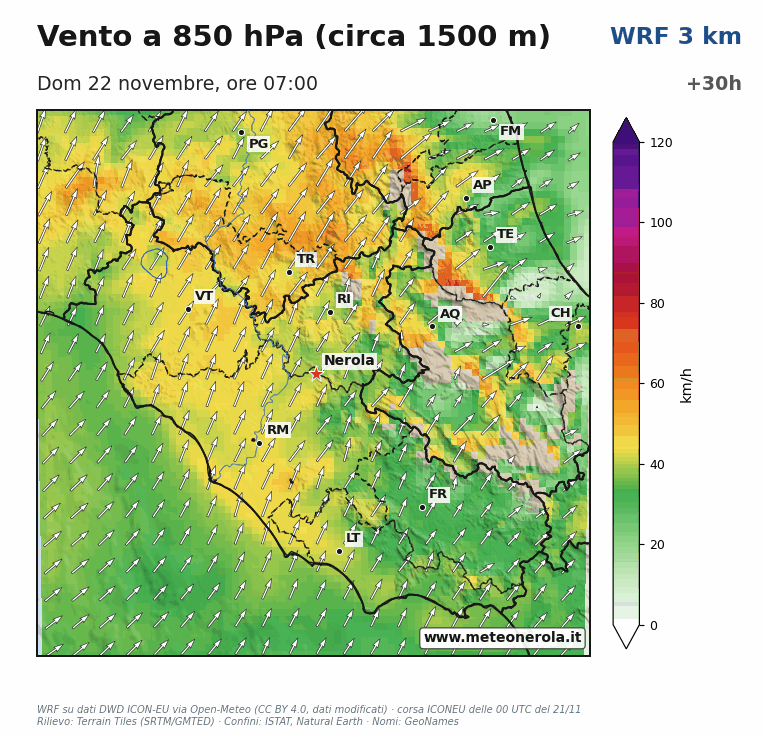 Vento a 850 hPa (circa 1500 m)
WRF 3 km
Dom 22 novembre, ore 07:00
+30h
FM
PG
AP
TE
TR
RI
VT
AQ
CH
Nerola
RM
FR
LT
www.meteonerola.it
120
100
80
60
40
20
0
km/h
WRF su dati DWD ICON-EU via Open-Meteo (CC BY 4.0, dati modificati) · corsa ICONEU delle 00 UTC del 21/11
Rilievo: Terrain Tiles (SRTM/GMTED) · Confini: ISTAT, Natural Earth · Nomi: GeoNames